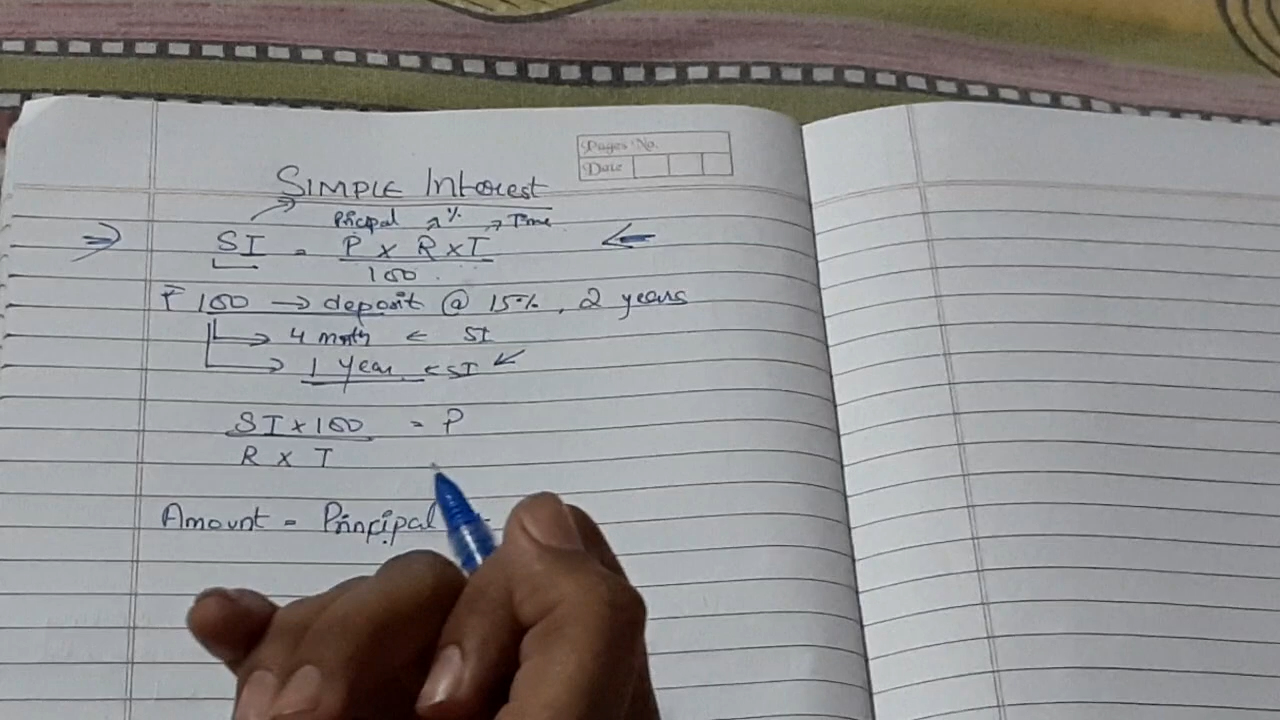 Pages No.
Date
SIMPLE Interest
Pricipal % Time
SI = P x R x T
100
₹ 100 → deposit @ 15%, 2 years
→ 4 month < SI
→ 1 Year < SI
SI x 100 = P
R x T
Amount = Principal